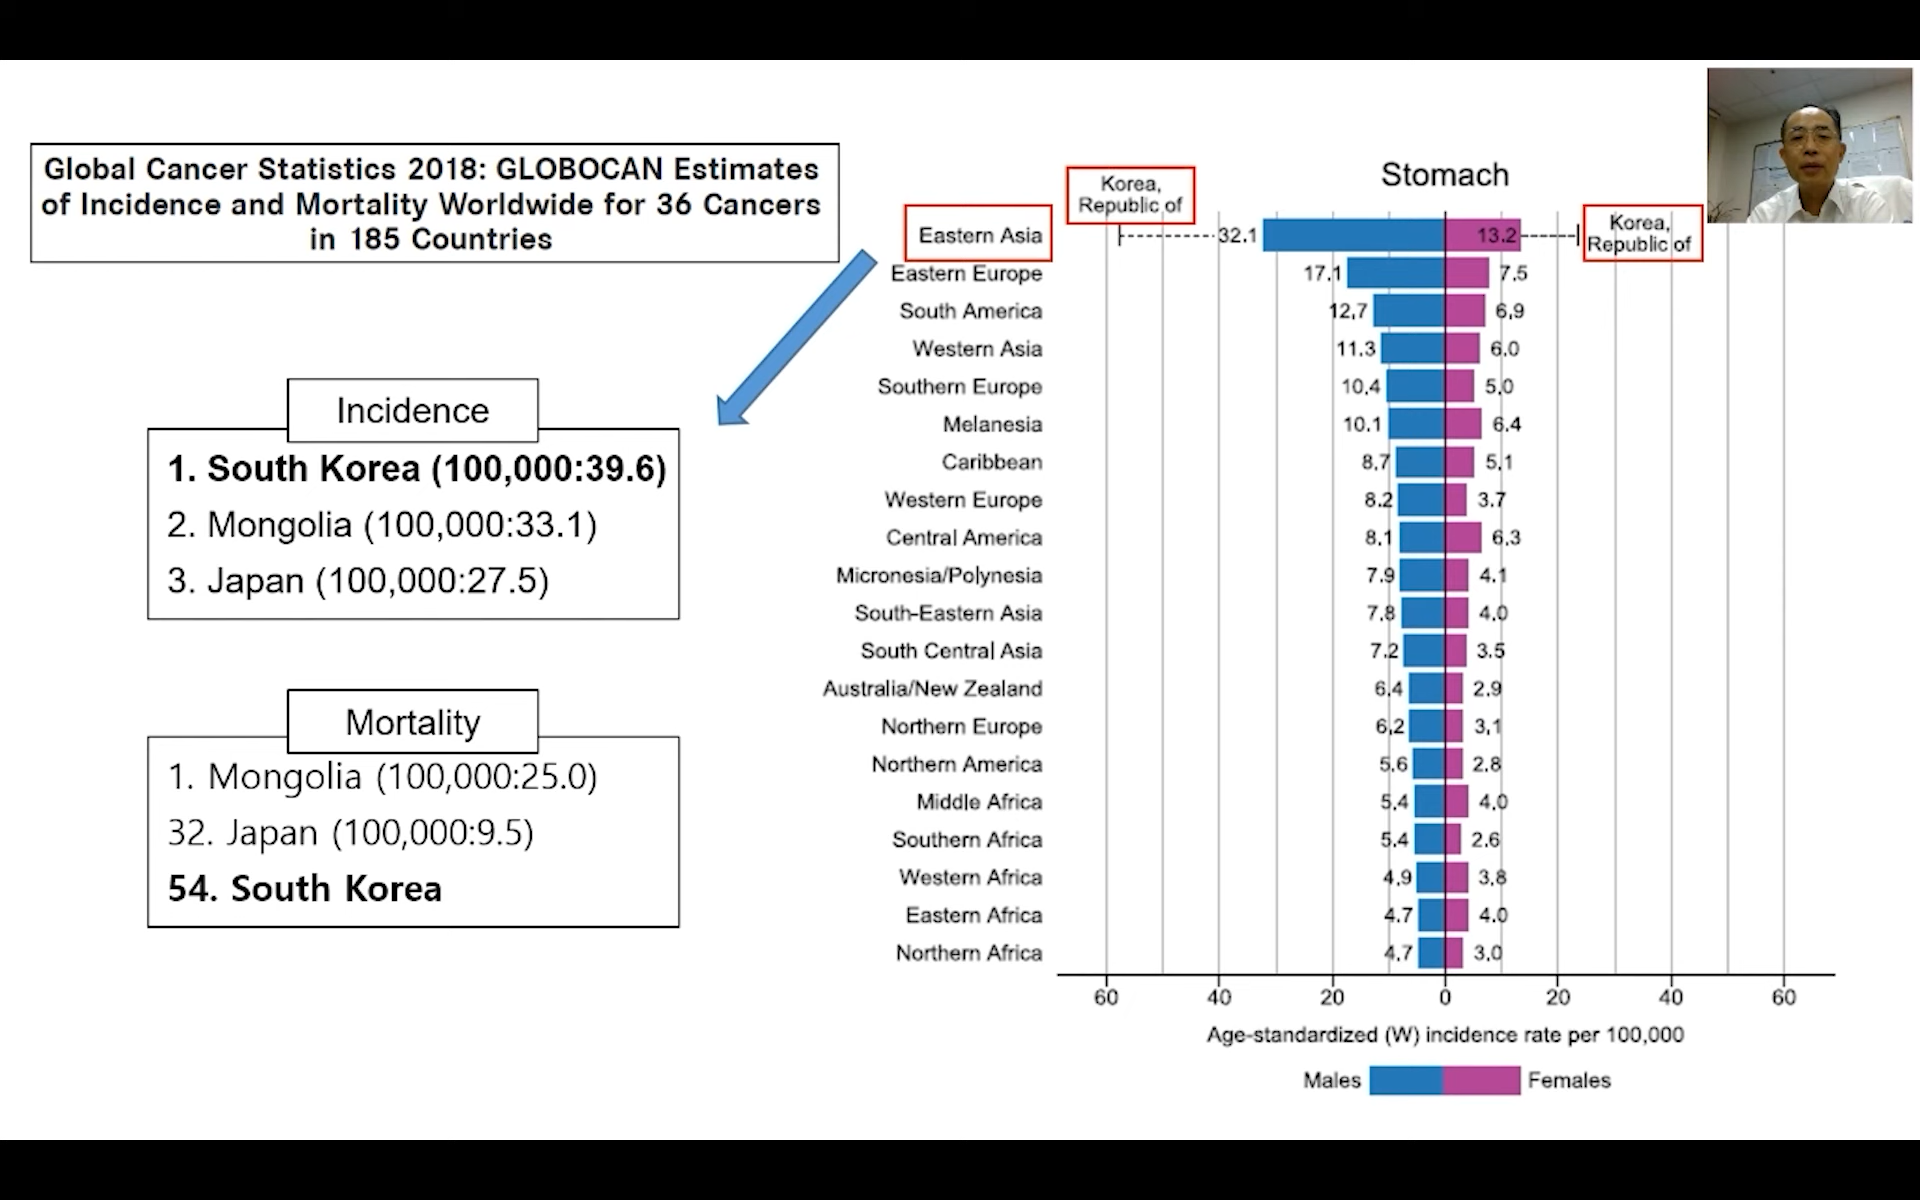 Global Cancer Statistics 2018: GLOBOCAN Estimates
of Incidence and Mortality Worldwide for 36 Cancers
in 185 Countries
Incidence
1. South Korea (100,000:39.6)
2. Mongolia (100,000:33.1)
3. Japan (100,000:27.5)
Mortality
1. Mongolia (100,000:25.0)
32. Japan (100,000:9.5)
54. South Korea
Stomach
Korea,
Republic of
Korea,
Republic of
Eastern Asia 32.1 13.2
Eastern Europe 17.1 7.5
South America 12.7 6.9
Western Asia 11.3 6.0
Southern Europe 10.4 5.0
Melanesia 10.1 6.4
Caribbean 8.7 5.1
Western Europe 8.2 3.7
Central America 8.1 6.3
Micronesia/Polynesia 7.9 4.1
South-Eastern Asia 7.8 4.0
South Central Asia 7.2 3.5
Australia/New Zealand 6.4 2.9
Northern Europe 6.2 3.1
Northern America 5.6 2.8
Middle Africa 5.4 4.0
Southern Africa 5.4 2.6
Western Africa 4.9 3.8
Eastern Africa 4.7 4.0
Northern Africa 4.7 3.0
60 40 20 0 20 40 60
Age-standardized (W) incidence rate per 100,000
Males Females